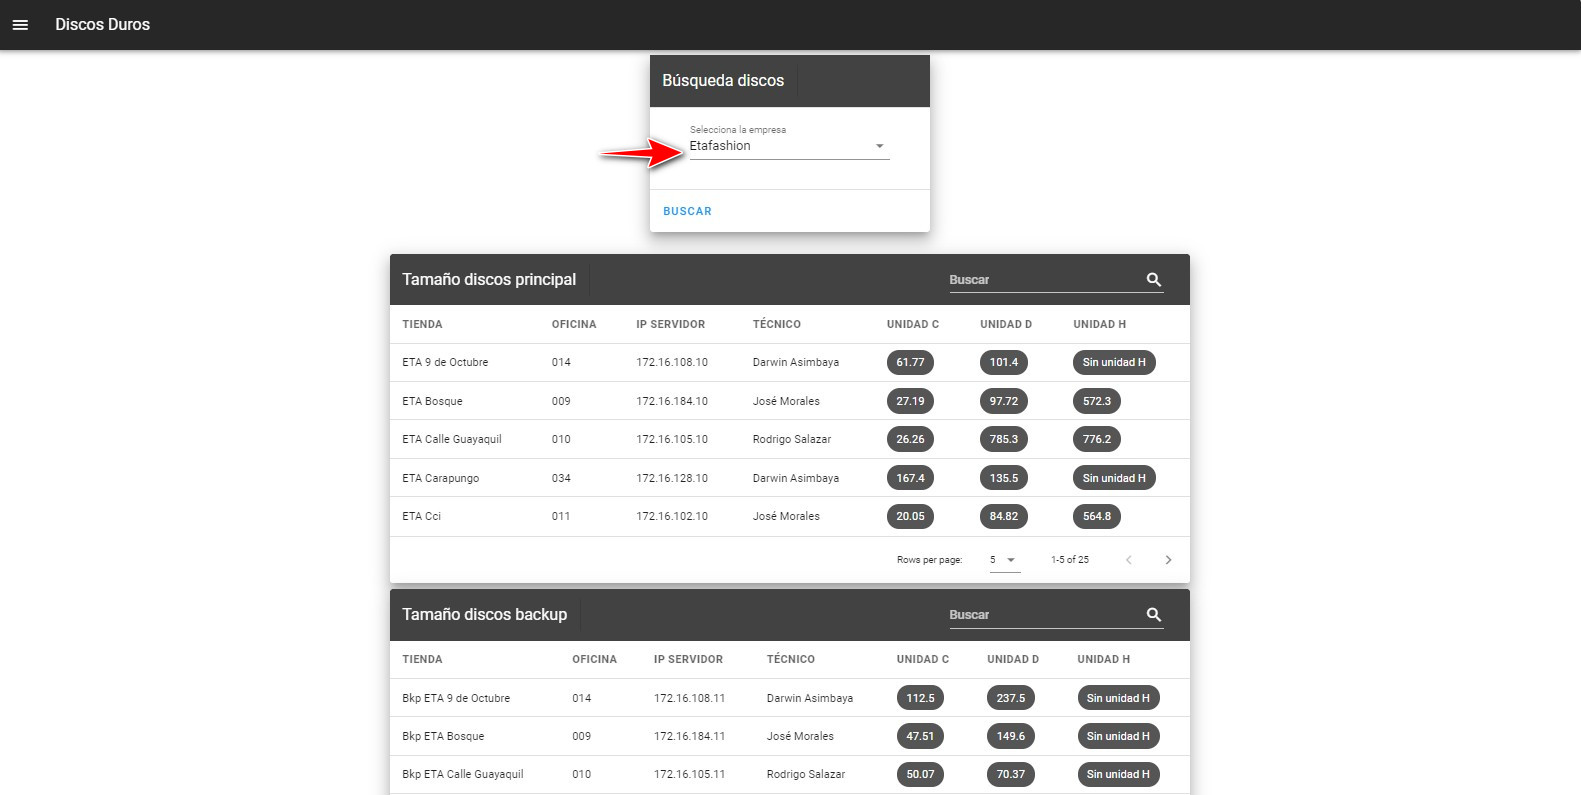 Discos Duros
Búsqueda discos
Selecciona la empresa
Etafashion
BUSCAR
Tamaño discos principal
Buscar
TIENDA OFICINA IP SERVIDOR TÉCNICO UNIDAD C UNIDAD D UNIDAD H
ETA 9 de Octubre 014 172.16.108.10 Darwin Asimbaya 61.77 101.4 Sin unidad H
ETA Bosque 009 172.16.184.10 José Morales 27.19 97.72 572.3
ETA Calle Guayaquil 010 172.16.105.10 Rodrigo Salazar 26.26 785.3 776.2
ETA Carapungo 034 172.16.128.10 Darwin Asimbaya 167.4 135.5 Sin unidad H
ETA Cci 011 172.16.102.10 José Morales 20.05 84.82 564.8
Rows per page: 5 1-5 of 25
Tamaño discos backup
Buscar
TIENDA OFICINA IP SERVIDOR TÉCNICO UNIDAD C UNIDAD D UNIDAD H
Bkp ETA 9 de Octubre 014 172.16.108.11 Darwin Asimbaya 112.5 237.5 Sin unidad H
Bkp ETA Bosque 009 172.16.184.11 José Morales 47.51 149.6 Sin unidad H
Bkp ETA Calle Guayaquil 010 172.16.105.11 Rodrigo Salazar 50.07 70.37 Sin unidad H